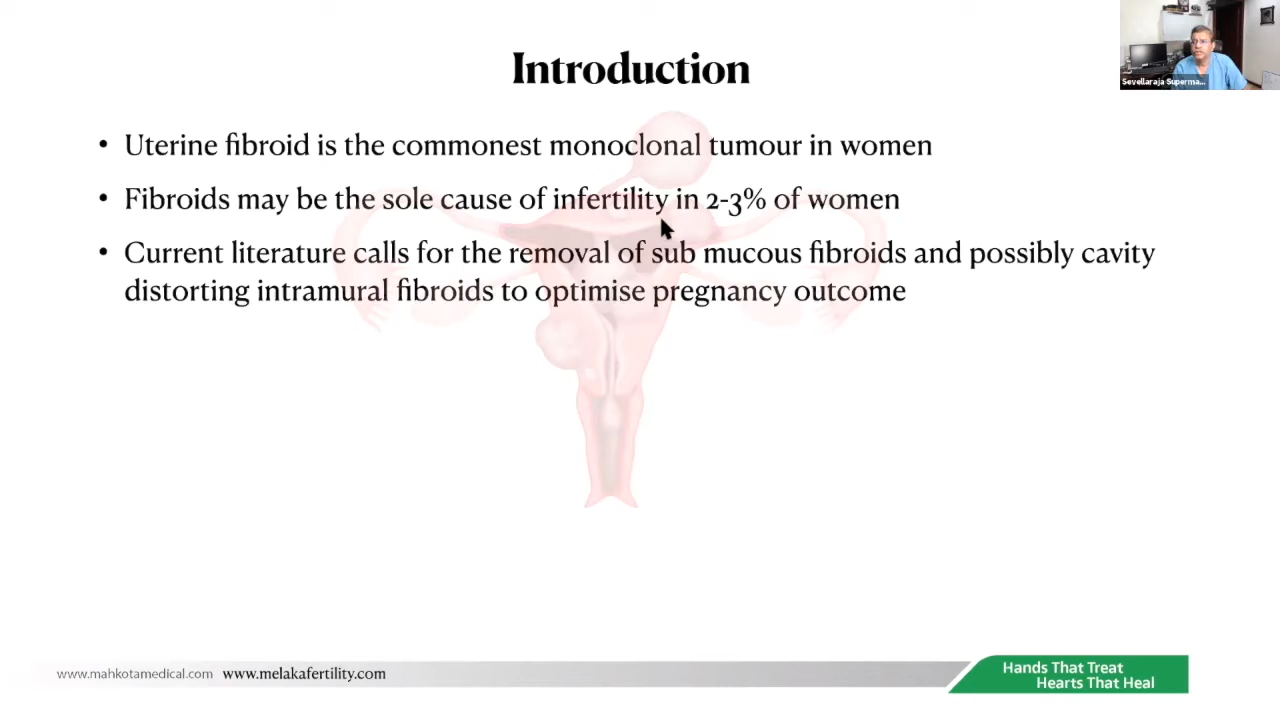 Introduction
Sevellaraja Superma...
• Uterine fibroid is the commonest monoclonal tumour in women
• Fibroids may be the sole cause of infertility in 2-3% of women
• Current literature calls for the removal of sub mucous fibroids and possibly cavity
distorting intramural fibroids to optimise pregnancy outcome
www.mahkotamedical.com www.melakafertility.com
Hands That Treat
Hearts That Heal